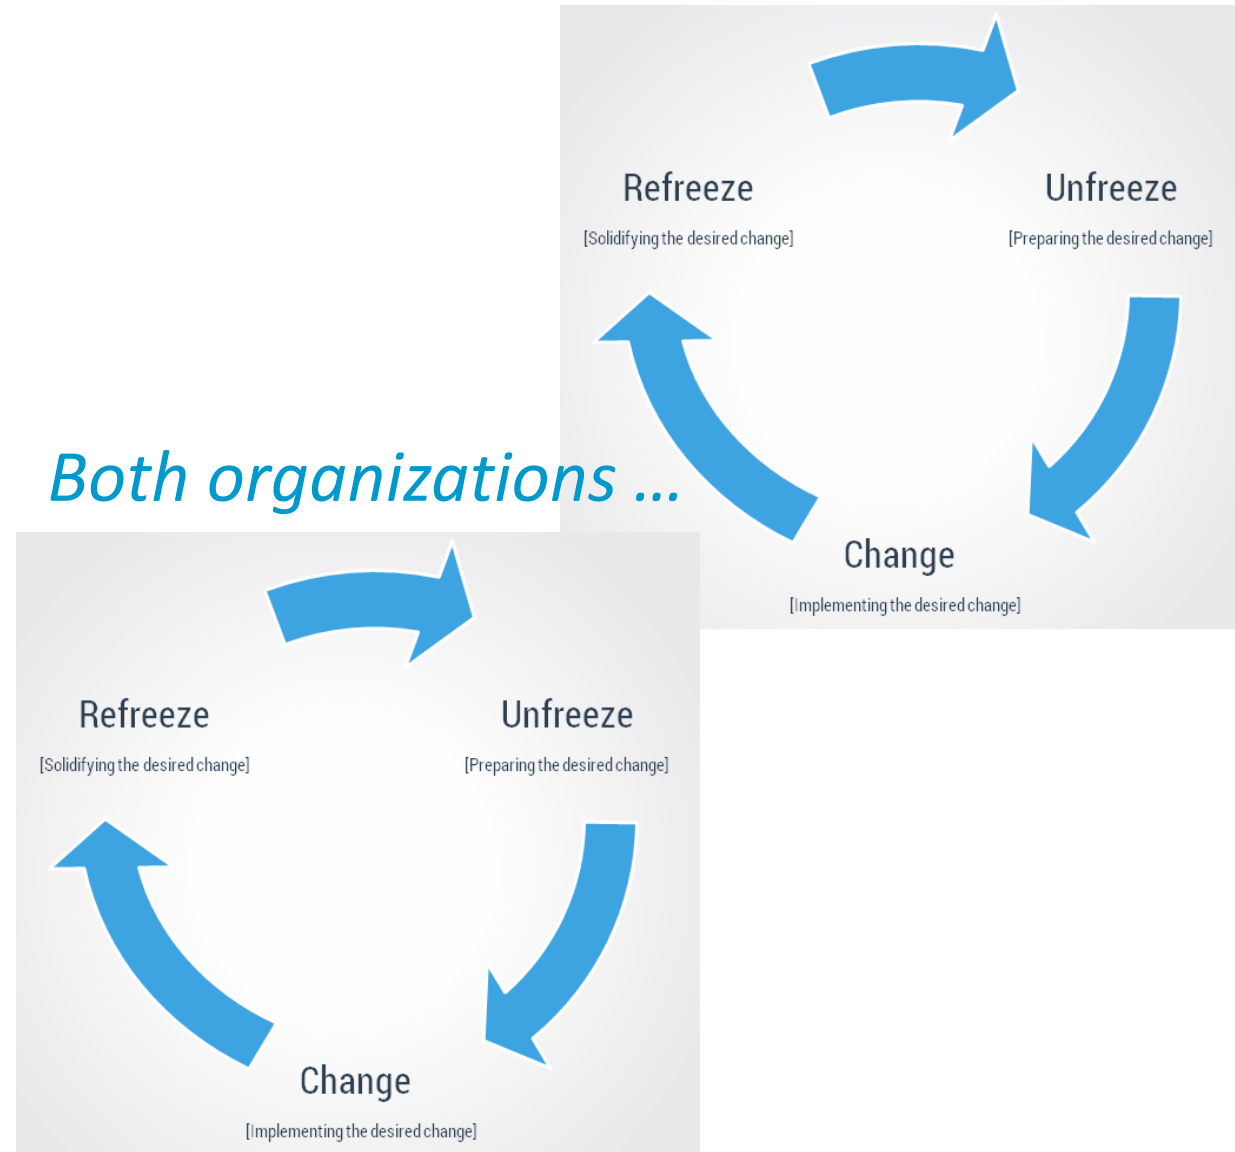 Refreeze
[Solidifying the desired change]
Unfreeze
[Preparing the desired change]
Change
[Implementing the desired change]
Both organizations ...
Refreeze
[Solidifying the desired change]
Unfreeze
[Preparing the desired change]
Change
[Implementing the desired change]